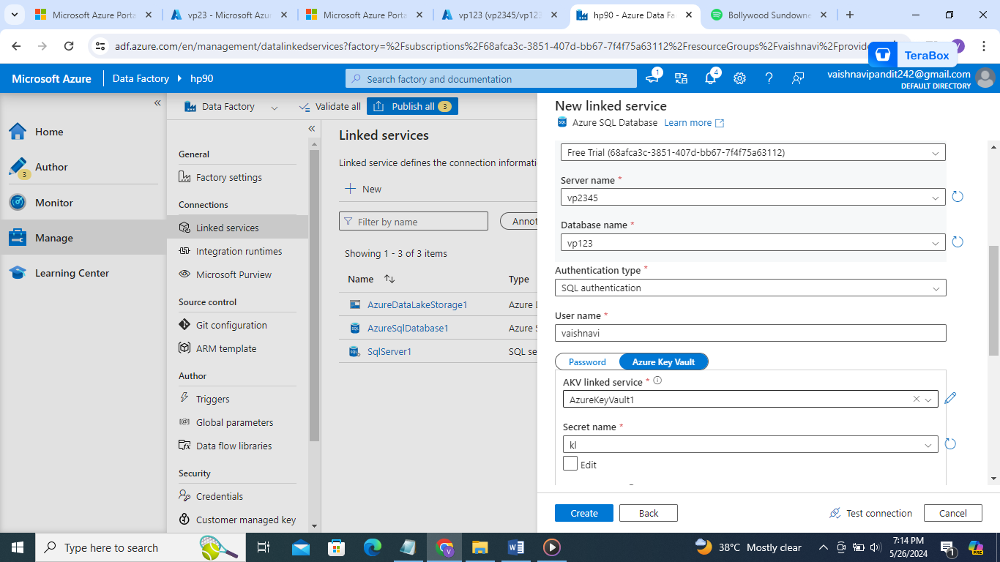 Microsoft Azure Porta
vp23 - Microsoft Azu
Microsoft Azure Porta
vp123 (vp2345/vp123
hp90 - Azure Data Fa
Bollywood Sundowne
adf.azure.com/en/management/datalinkedservices?factory=%2Fsubscriptions%2F68afca3c-3851-407d-bb67-7f4f75a63112%2FresourceGroups%2Fvaishnavi%2Fprovide
V
TeraBox
Microsoft Azure
Data Factory
hp90
Search factory and documentation
1
4
vaishnavipandit242@gmail.com
DEFAULT DIRECTORY
Home
Author
3
Monitor
Manage
Learning Center
Data Factory
Validate all
Publish all 3
General
Factory settings
Connections
Linked services
Integration runtimes
Microsoft Purview
Source control
Git configuration
ARM template
Author
Triggers
Global parameters
Data flow libraries
Security
Credentials
Customer managed key
Linked services
Linked service defines the connection informati
New
Filter by name
Annot
Showing 1 - 3 of 3 items
Name
Type
AzureDataLakeStorage1
Azure D
AzureSqlDatabase1
Azure S
SqlServer1
SQL se
New linked service
SQL
Azure SQL Database
Learn more
Free Trial (68afca3c-3851-407d-bb67-7f4f75a63112)
Server name *
vp2345
Database name *
vp123
Authentication type *
SQL authentication
User name *
vaishnavi
Password
Azure Key Vault
AKV linked service *
AzureKeyVault1
Secret name *
kl
Edit
Create
Back
Test connection
Cancel
Type here to search
38°C Mostly clear
7:14 PM
5/26/2024
1
PRE